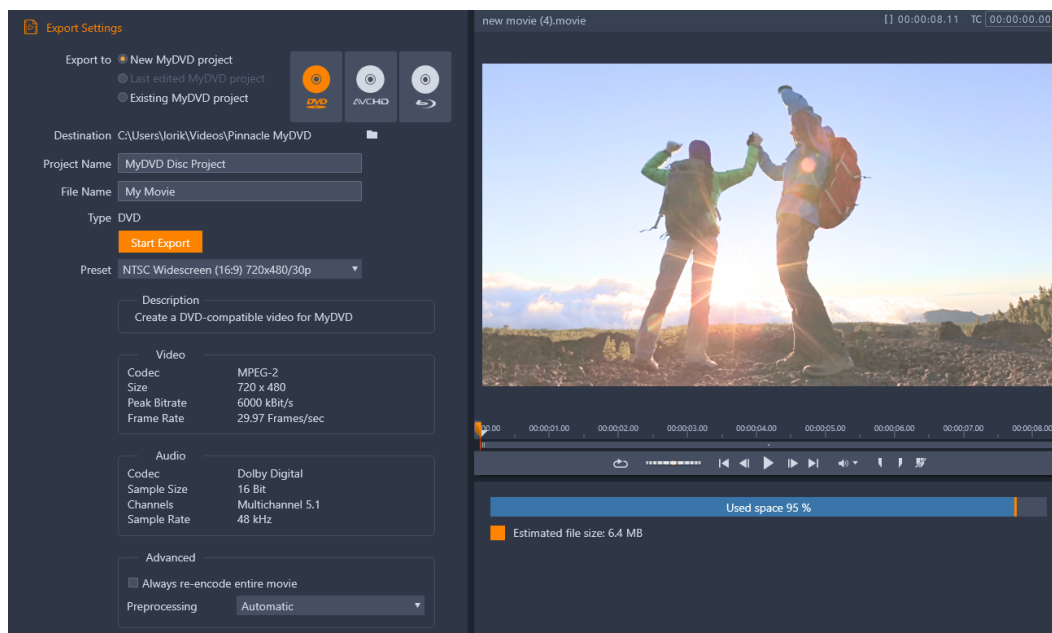 Export Settings
Export to
New MyDVD project
Last edited MyDVD project
Existing MyDVD project
DVD
AVCHD
Destination C:\Users\lorik\Videos\Pinnacle MyDVD
Project Name MyDVD Disc Project
File Name My Movie
Type DVD
Start Export
Preset NTSC Widescreen (16:9) 720x480/30p
Description
Create a DVD-compatible video for MyDVD
Video
Codec MPEG-2
Size 720 x 480
Peak Bitrate 6000 kBit/s
Frame Rate 29.97 Frames/sec
Audio
Codec Dolby Digital
Sample Size 16 Bit
Channels Multichannel 5.1
Sample Rate 48 kHz
Advanced
Always re-encode entire movie
Preprocessing Automatic
new movie (4).movie [] 00:00:08.11 TC 00:00:00.00
00.00 00:00;01.00 00:00;02.00 00:00;03.00 00:00;04.00 00:00;05.00 00:00;06.00 00:00;07.00 00:00;08.00
Used space 95 %
Estimated file size: 6.4 MB